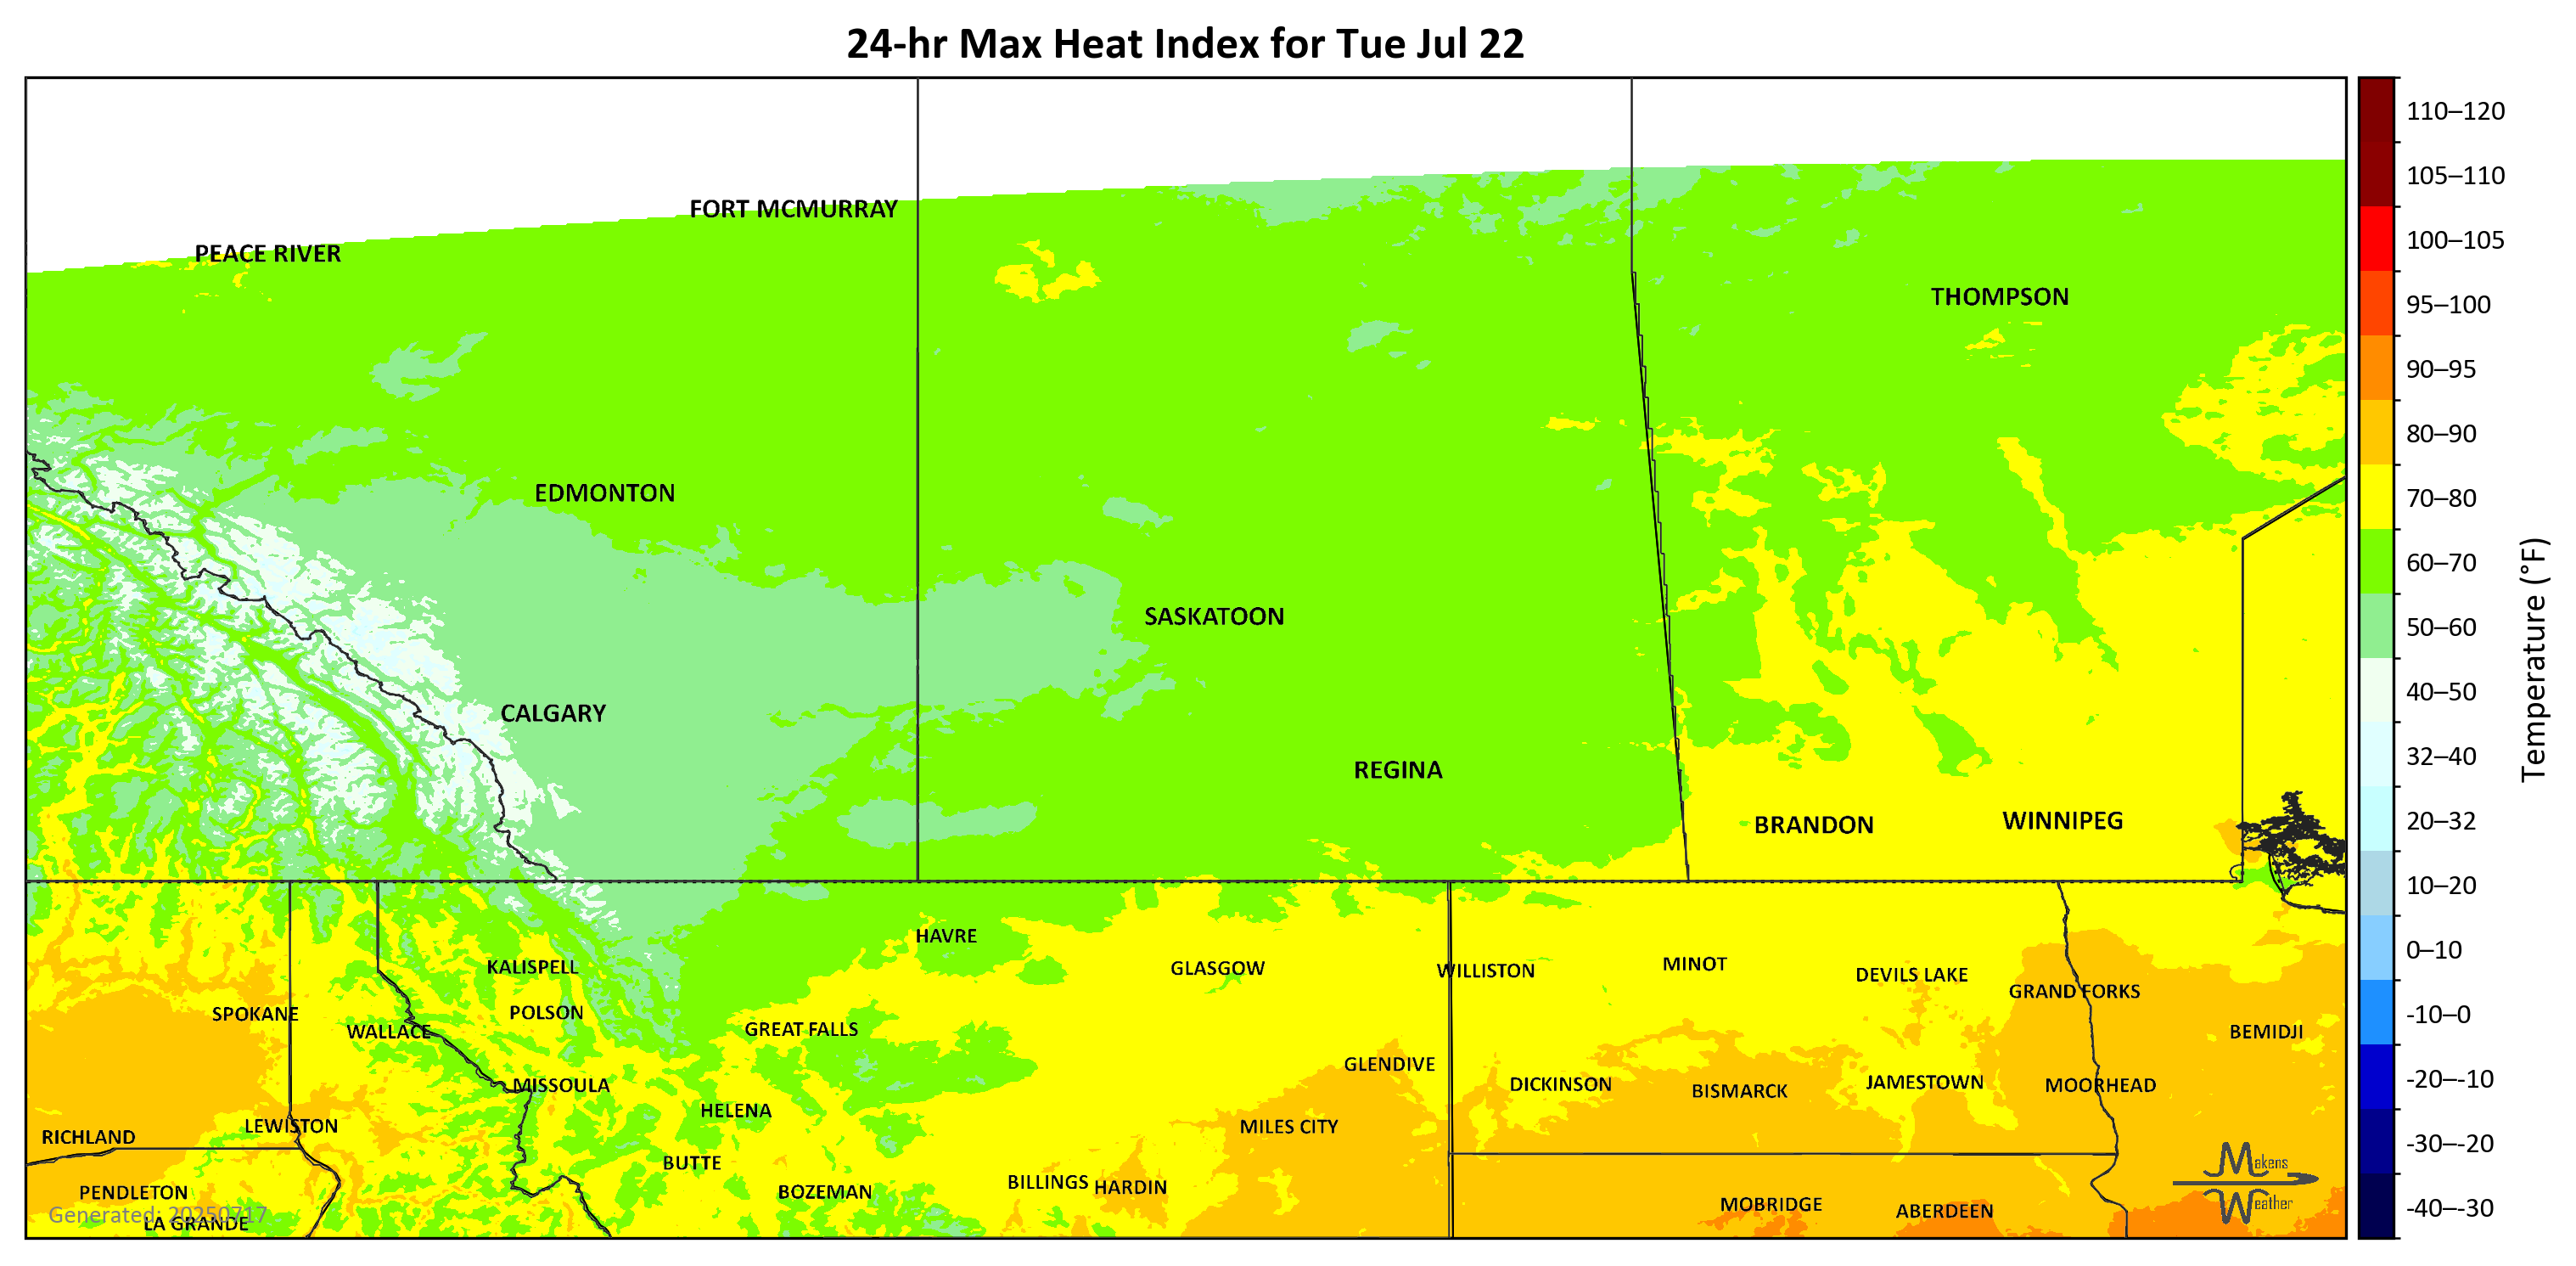 24-hr Max Heat Index for Tue Jul 22
FORT MCMURRAY
PEACE RIVER
THOMPSON
EDMONTON
SASKATOON
CALGARY
REGINA
BRANDON
WINNIPEG
HAVRE
KALISPELL
GLASGOW
WILLISTON
MINOT
DEVILS LAKE
GRAND FORKS
SPOKANE
POLSON
WALLACE
GREAT FALLS
BEMIDJI
GLENDIVE
MISSOULA
DICKINSON
BISMARCK
JAMESTOWN
MOORHEAD
HELENA
LEWISTON
MILES CITY
RICHLAND
BUTTE
BILLINGS
HARDIN
PENDLETON
BOZEMAN
MOBRIDGE
ABERDEEN
Generated: 20250717
LA GRANDE
Makens
Weather
110–120
105–110
100–105
95–100
90–95
80–90
70–80
60–70
50–60
40–50
32–40
20–32
10–20
0–10
-10–0
-20–-10
-30–-20
-40–-30
Temperature (°F)